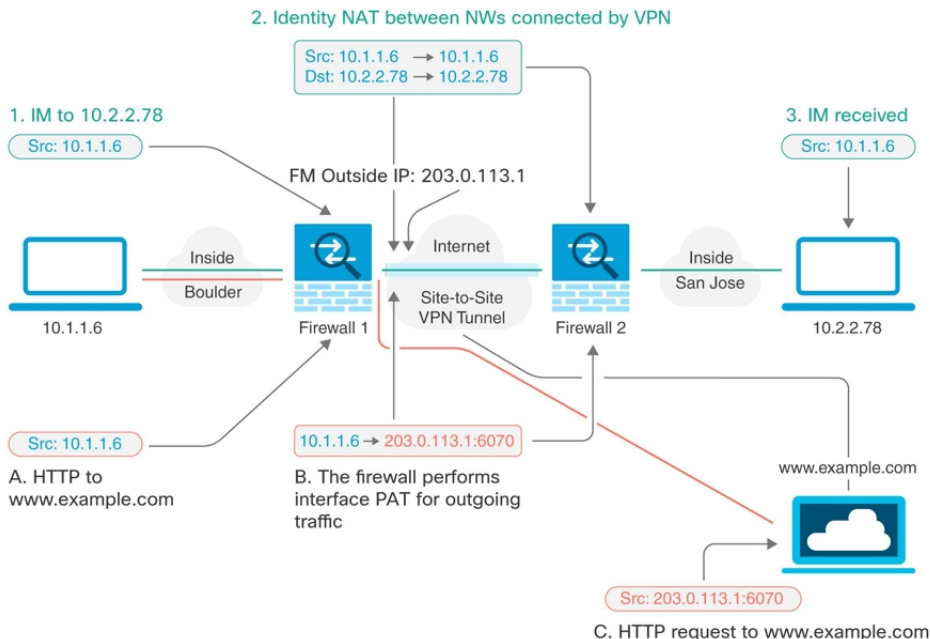 2. Identity NAT between NWs connected by VPN
Src: 10.1.1.6 → 10.1.1.6
Dst: 10.2.2.78 → 10.2.2.78
1. IM to 10.2.2.78
Src: 10.1.1.6
3. IM received
Src: 10.1.1.6
FM Outside IP: 203.0.113.1
Inside
Boulder
Internet
Site-to-Site
VPN Tunnel
Inside
San Jose
10.1.1.6
Firewall 1
Firewall 2
10.2.2.78
Src: 10.1.1.6
A. HTTP to
www.example.com
10.1.1.6 → 203.0.113.1:6070
B. The firewall performs
interface PAT for outgoing
traffic
www.example.com
Src: 203.0.113.1:6070
C. HTTP request to www.example.com